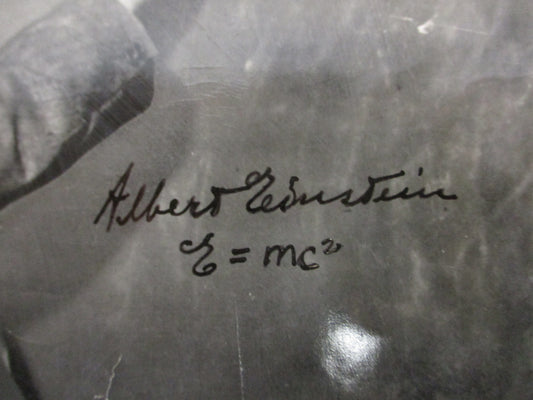 Albert Einstein
E = mc²